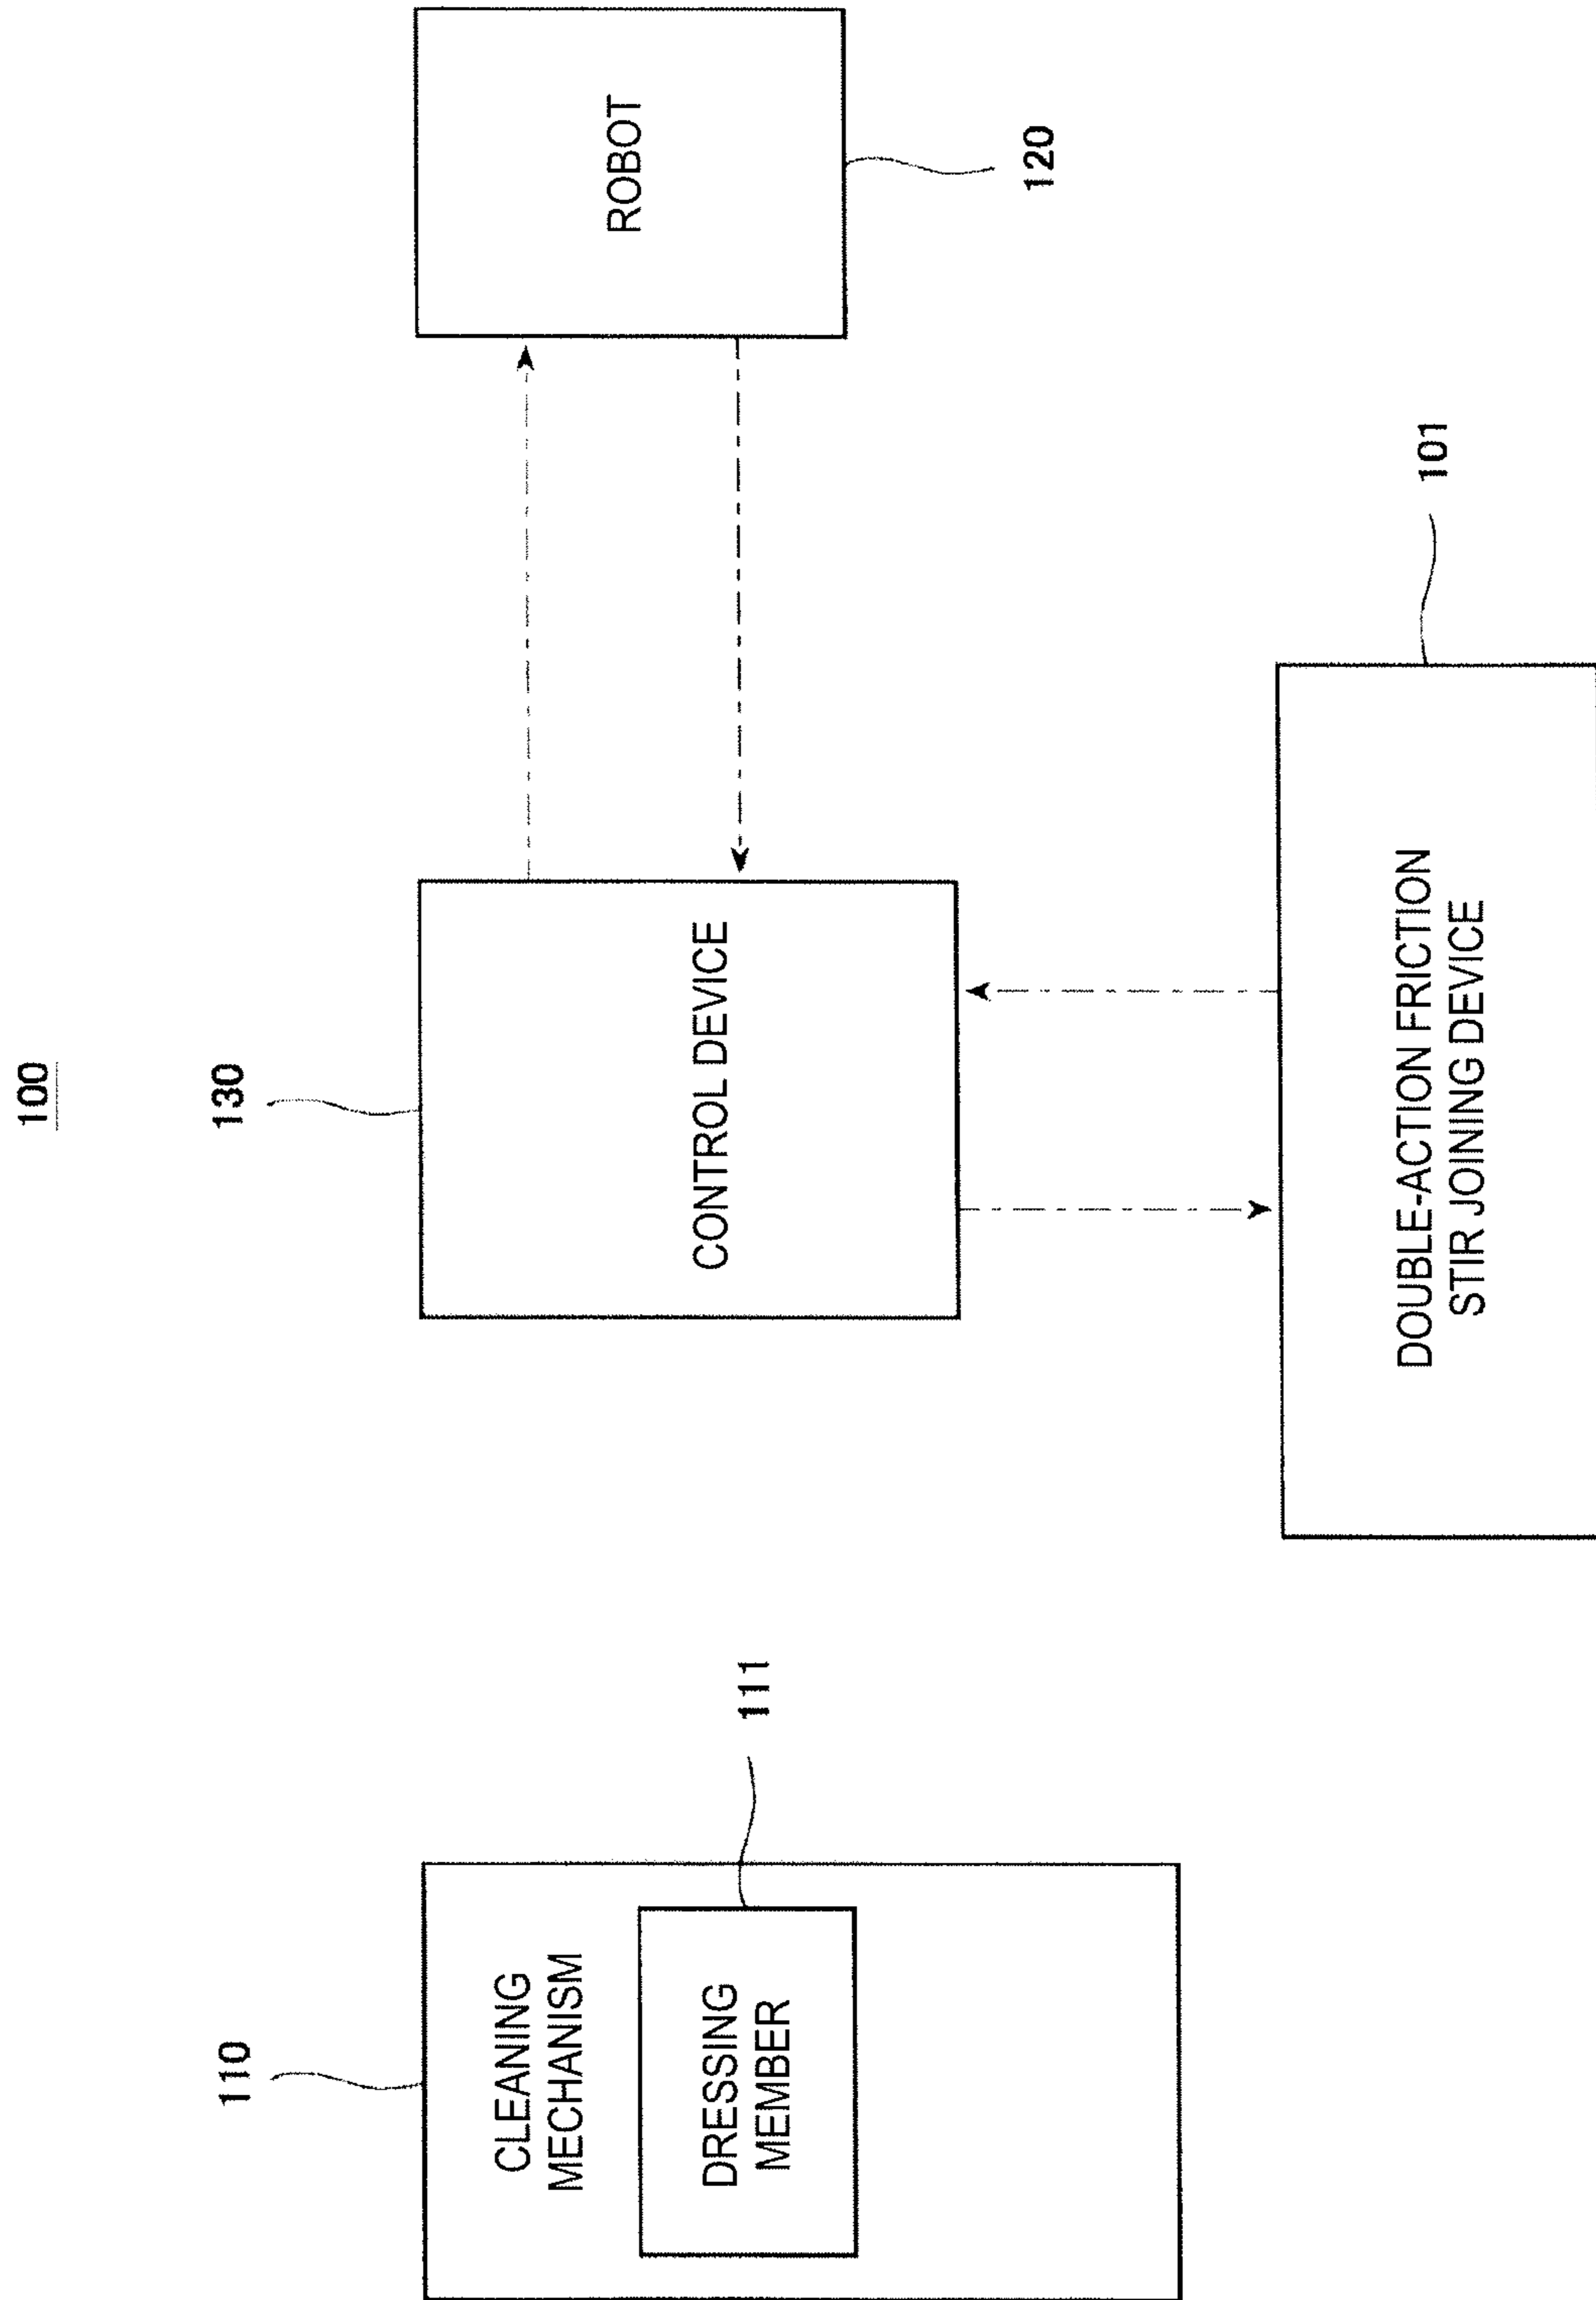 100
110
CLEANING
MECHANISM
DRESSING
MEMBER
111
130
CONTROL DEVICE
ROBOT
120
DOUBLE-ACTION FRICTION
STIR JOINING DEVICE
101